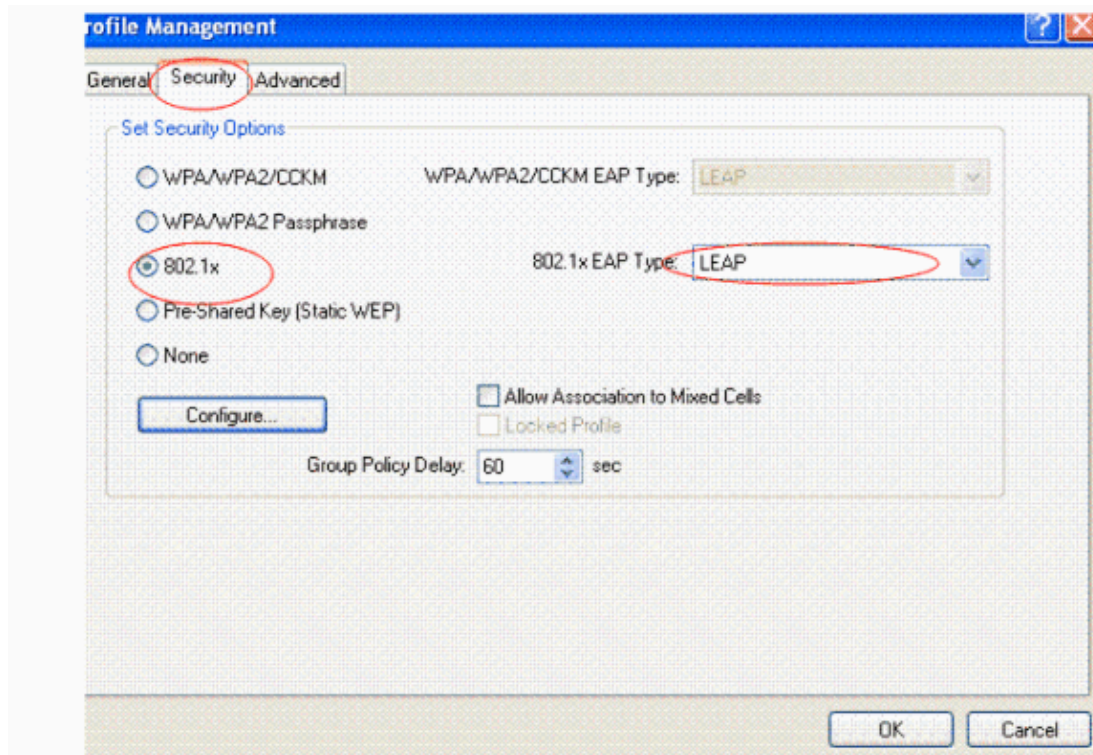 rofile Management
General Security Advanced
Set Security Options
WPA/WPA2/CCKM WPA/WPA2/CCKM EAP Type: LEAP
WPA/WPA2 Passphrase
802.1x 802.1x EAP Type: LEAP
Pre-Shared Key (Static WEP)
None
Configure... Allow Association to Mixed Cells
Locked Profile
Group Policy Delay: 60 sec
OK Cancel